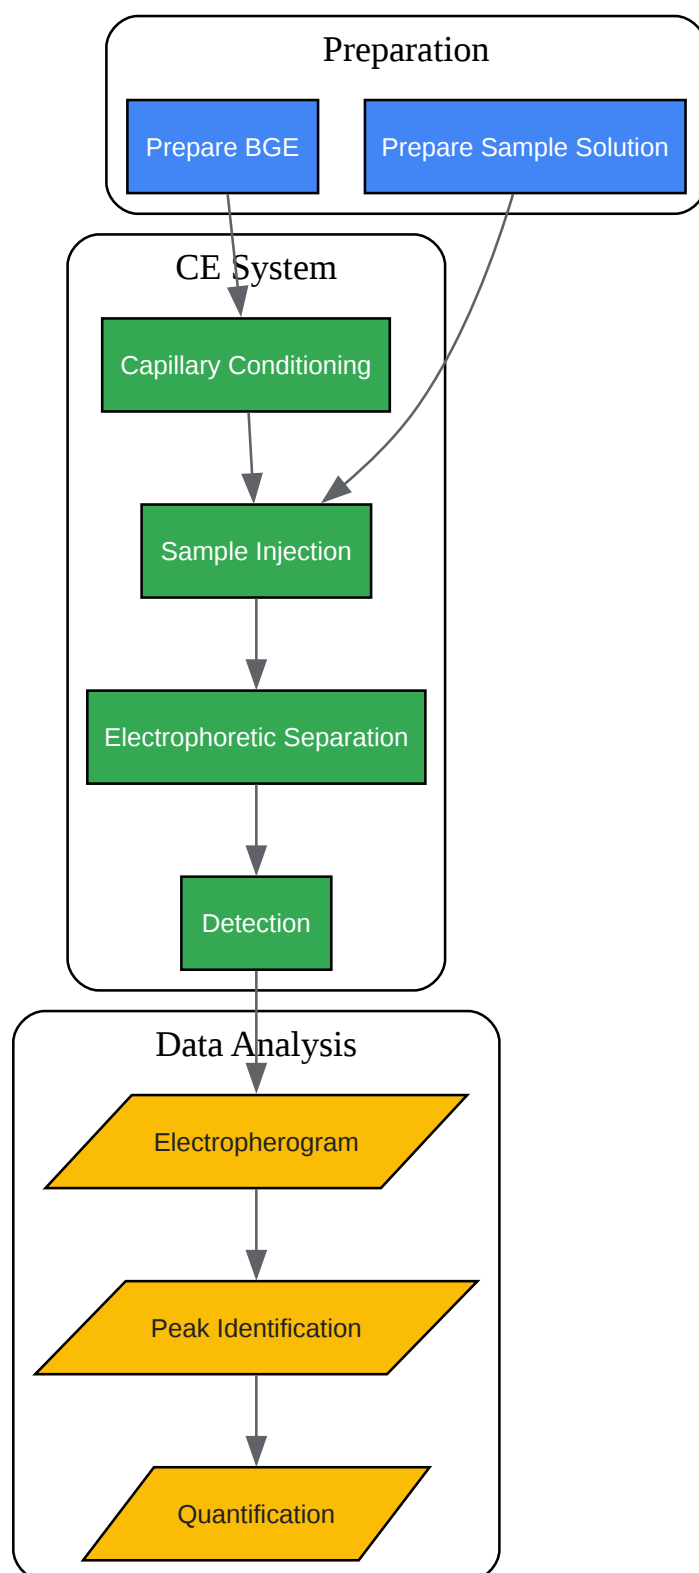 Preparation
Prepare BGE
Prepare Sample Solution
CE System
Capillary Conditioning
Sample Injection
Electrophoretic Separation
Detection
Data Analysis
Electropherogram
Peak Identification
Quantification